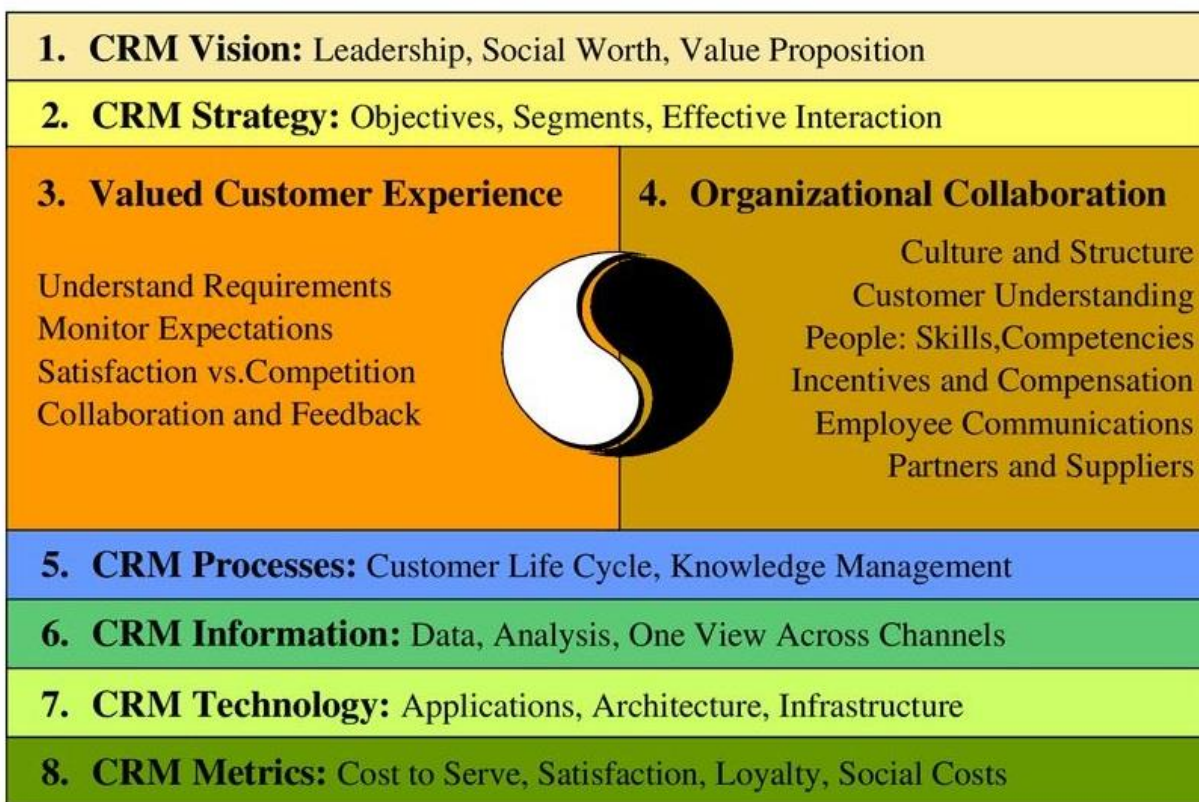 1. CRM Vision: Leadership, Social Worth, Value Proposition
2. CRM Strategy: Objectives, Segments, Effective Interaction
3. Valued Customer Experience
Understand Requirements
Monitor Expectations
Satisfaction vs.Competition
Collaboration and Feedback
4. Organizational Collaboration
Culture and Structure
Customer Understanding
People: Skills,Competencies
Incentives and Compensation
Employee Communications
Partners and Suppliers
5. CRM Processes: Customer Life Cycle, Knowledge Management
6. CRM Information: Data, Analysis, One View Across Channels
7. CRM Technology: Applications, Architecture, Infrastructure
8. CRM Metrics: Cost to Serve, Satisfaction, Loyalty, Social Costs